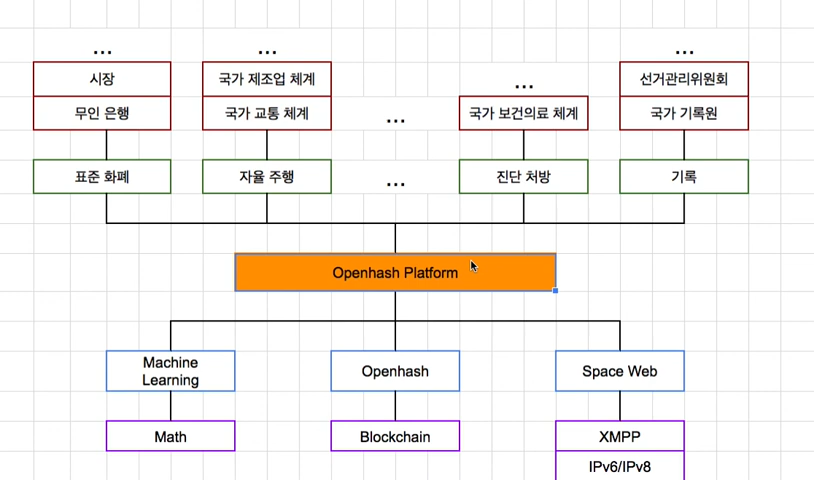 ... ... ...
시장 국가 제조업 체계 ... 선거관리위원회
무인 은행 국가 교통 체계 ... 국가 보건의료 체계 국가 기록원
표준 화폐 자율 주행 ... 진단 처방 기록
Openhash Platform
Machine
Learning
Openhash
Space Web
Math
Blockchain
XMPP
IPv6/IPv8